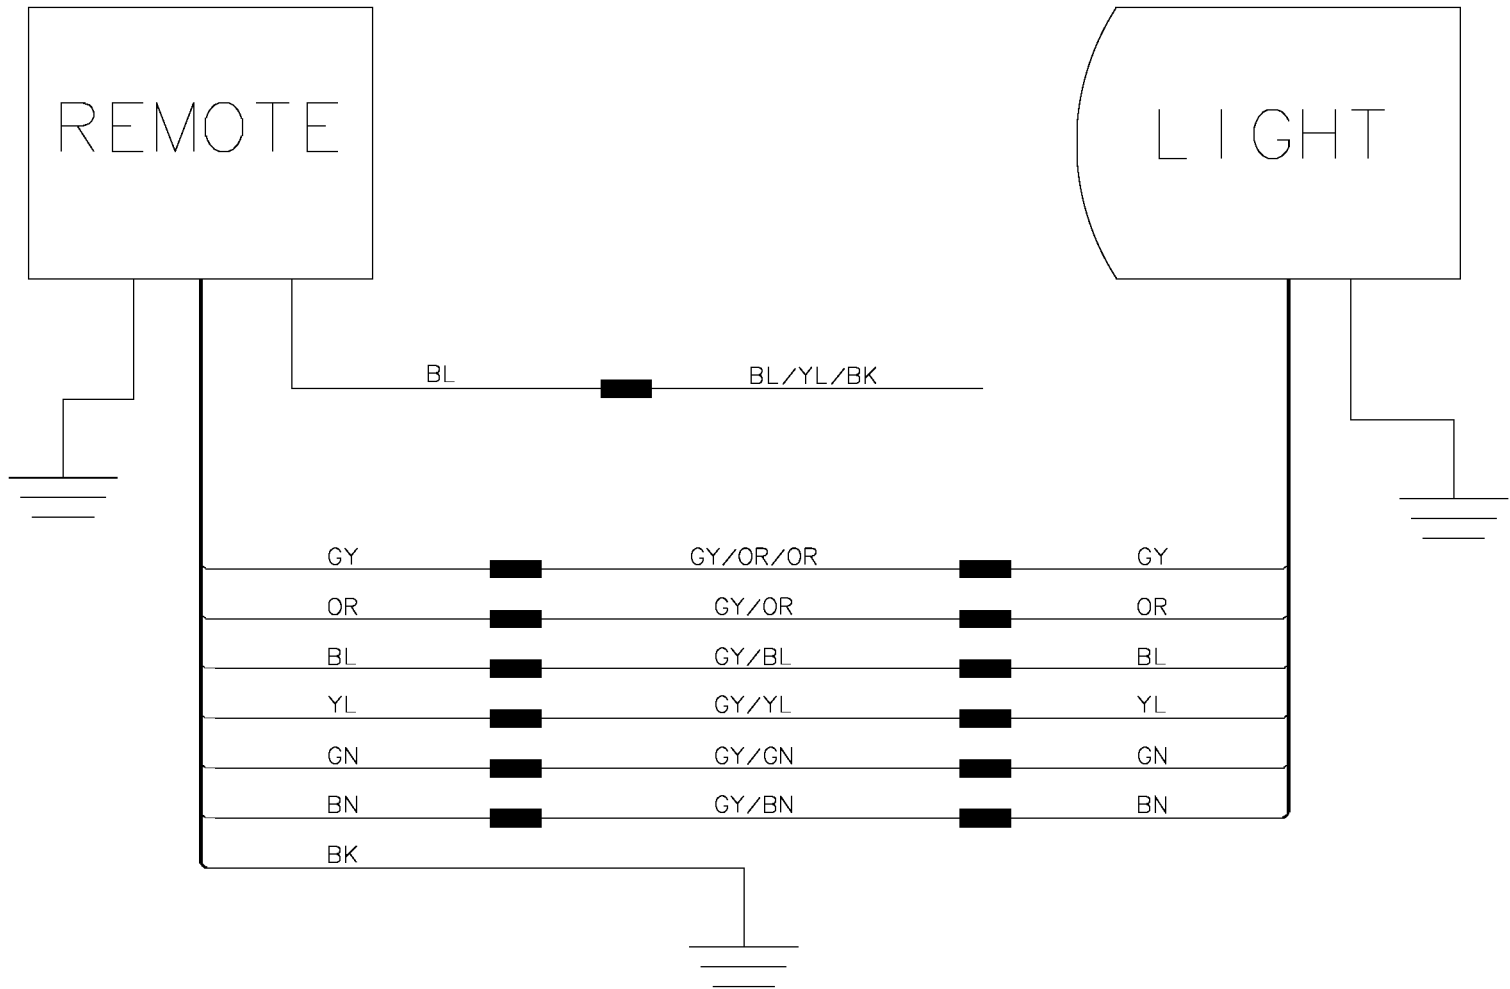 REMOTE
LIGHT
BL BL/YL/BK
GY GY/OR/OR GY
OR GY/OR OR
BL GY/BL BL
YL GY/YL YL
GN GY/GN GN
BN GY/BN BN
BK